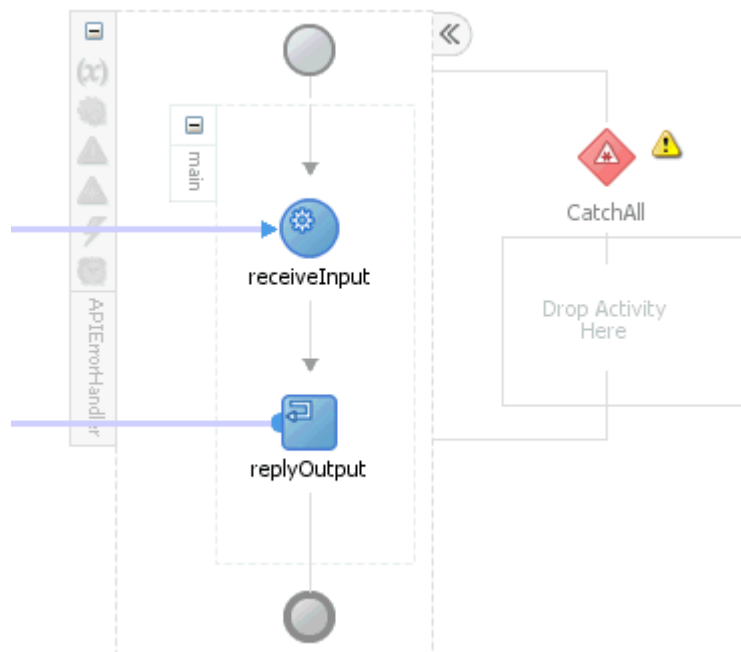 (x)
main
receiveInput
APIErrorHandler
replyOutput
CatchAll
Drop Activity
Here